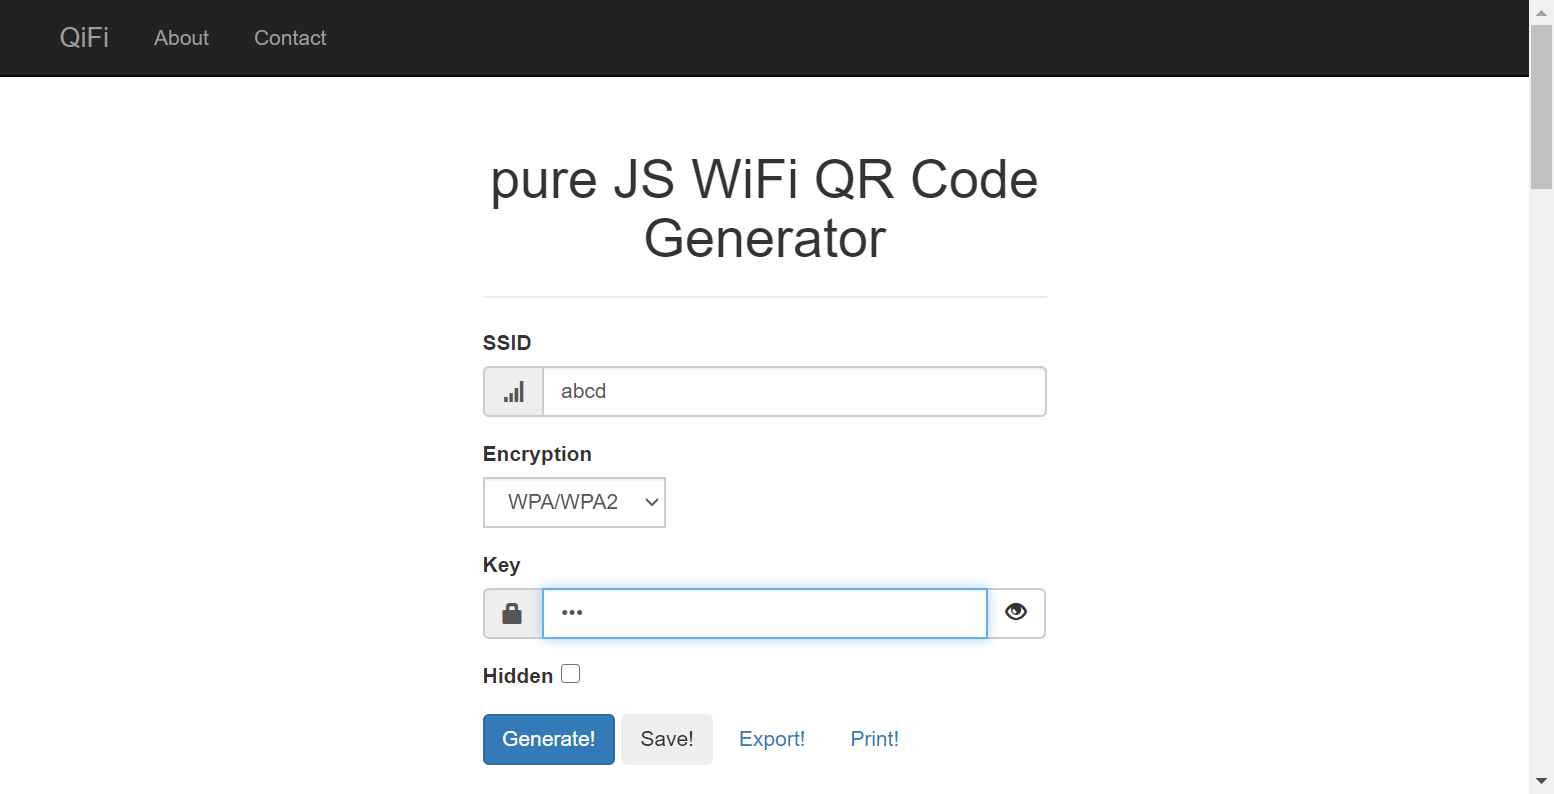 QiFi About Contact
pure JS WiFi QR Code
Generator
SSID
abcd
Encryption
WPA/WPA2
Key
•••
Hidden
Generate! Save! Export! Print!